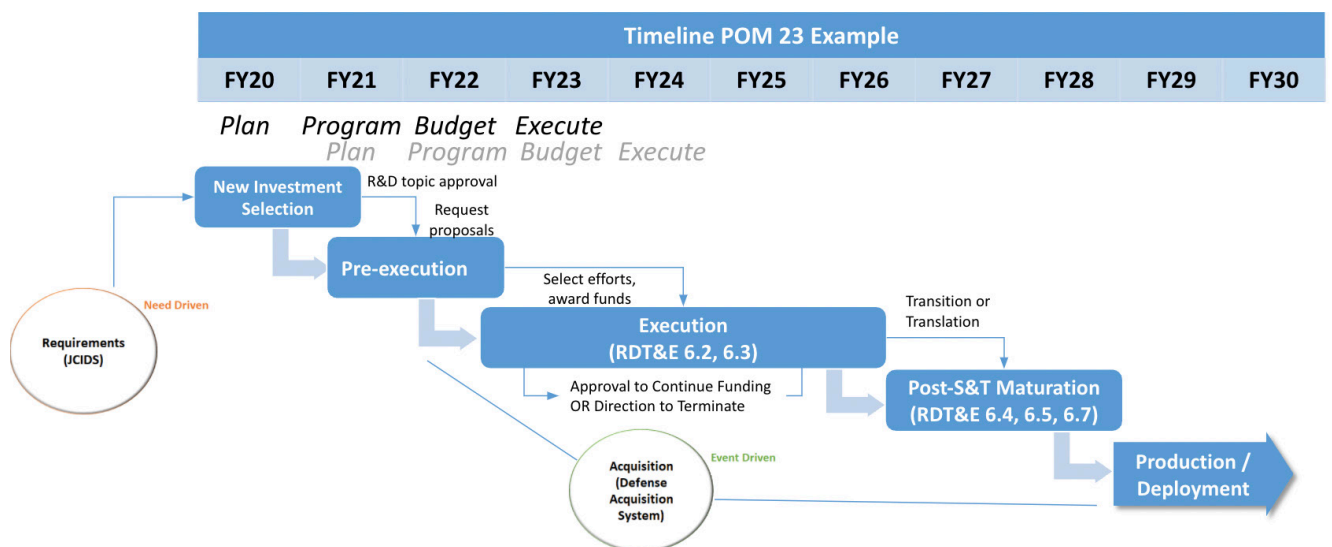 Timeline POM 23 Example
FY20 FY21 FY22 FY23 FY24 FY25 FY26 FY27 FY28 FY29 FY30
Plan Program Budget Execute
Plan Program Budget Execute
New Investment
Selection
R&D topic approval
Request
proposals
Pre-execution
Select efforts,
award funds
Need Driven
Requirements
(JCIDS)
Execution
(RDT&E 6.2, 6.3)
Transition or
Translation
Approval to Continue Funding
OR Direction to Terminate
Post-S&T Maturation
(RDT&E 6.4, 6.5, 6.7)
Event Driven
Acquisition
(Defense
Acquisition
System)
Production /
Deployment